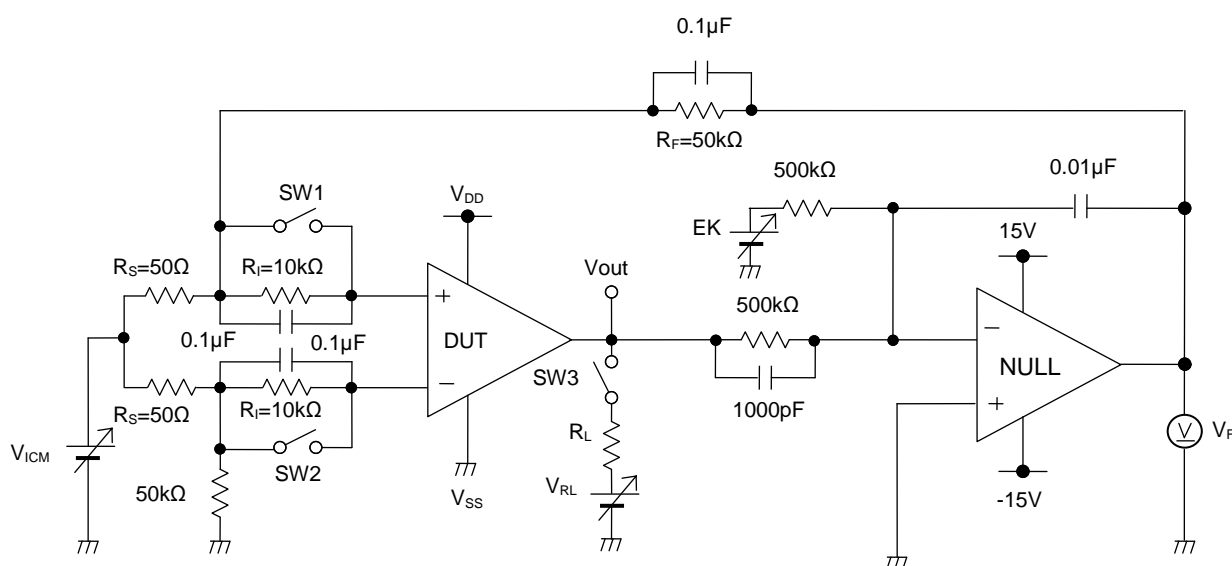 0.1μF
RF=50kΩ
500kΩ
0.01μF
SW1
VDD
EK
15V
RS=50Ω
RI=10kΩ
Vout
500kΩ
+
DUT
−
0.1μF
0.1μF
−
NULL
+
SW3
RS=50Ω
RI=10kΩ
1000pF
RL
VICM
SW2
VF
V
50kΩ
VSS
VRL
-15V